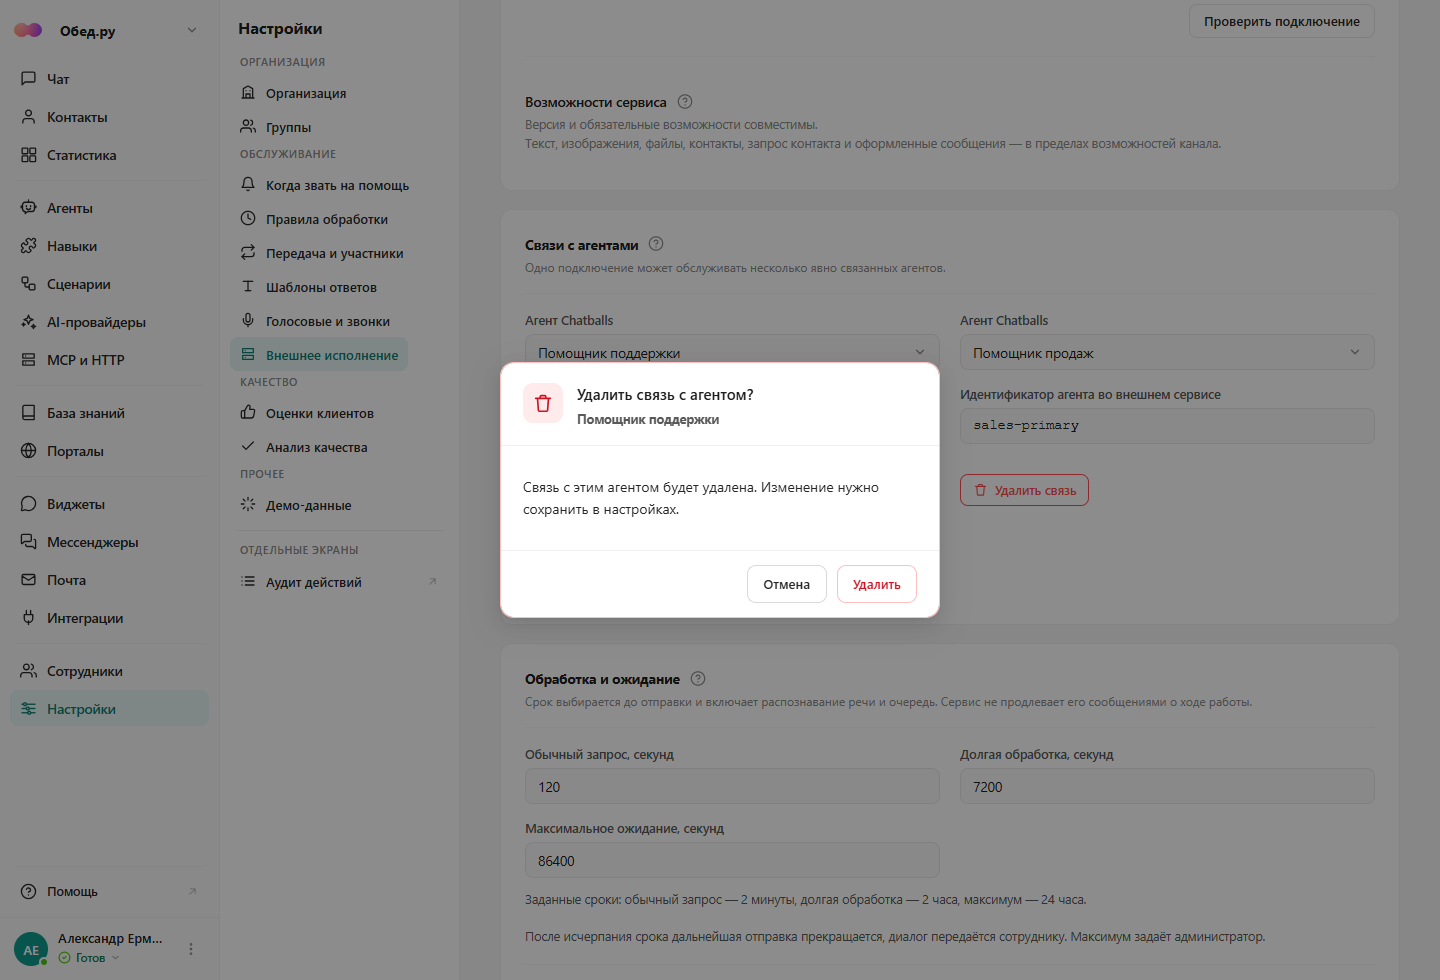 Обед.ру
Чат
Контакты
Статистика
Агенты
Навыки
Сценарии
AI-провайдеры
MCP и HTTP
База знаний
Порталы
Виджеты
Мессенджеры
Почта
Интеграции
Сотрудники
Настройки
Помощь
AE
Александр Ерм...
Готов
Настройки
ОРГАНИЗАЦИЯ
Организация
Группы
ОБСЛУЖИВАНИЕ
Когда звать на помощь
Правила обработки
Передача и участники
Шаблоны ответов
Голосовые и звонки
Внешнее исполнение
КАЧЕСТВО
Оценки клиентов
Анализ качества
ПРОЧЕЕ
Демо-данные
ОТДЕЛЬНЫЕ ЭКРАНЫ
Аудит действий
Проверить подключение
Возможности сервиса
Версия и обязательные возможности совместимы.
Текст, изображения, файлы, контакты, запрос контакта и оформленные сообщения — в пределах возможностей канала.
Связи с агентами
Одно подключение может обслуживать несколько явно связанных агентов.
Агент Chatballs
Помощник поддержки
Агент Chatballs
Помощник продаж
Идентификатор агента во внешнем сервисе
sales-primary
Удалить связь
Удалить связь с агентом?
Помощник поддержки
Связь с этим агентом будет удалена. Изменение нужно
сохранить в настройках.
Отмена
Удалить
Обработка и ожидание
Срок выбирается до отправки и включает распознавание речи и очередь. Сервис не продлевает его сообщениями о ходе работы.
Обычный запрос, секунд
120
Долгая обработка, секунд
7200
Максимальное ожидание, секунд
86400
Заданные сроки: обычный запрос — 2 минуты, долгая обработка — 2 часа, максимум — 24 часа.
После исчерпания срока дальнейшая отправка прекращается, диалог передаётся сотруднику. Максимум задаёт администратор.